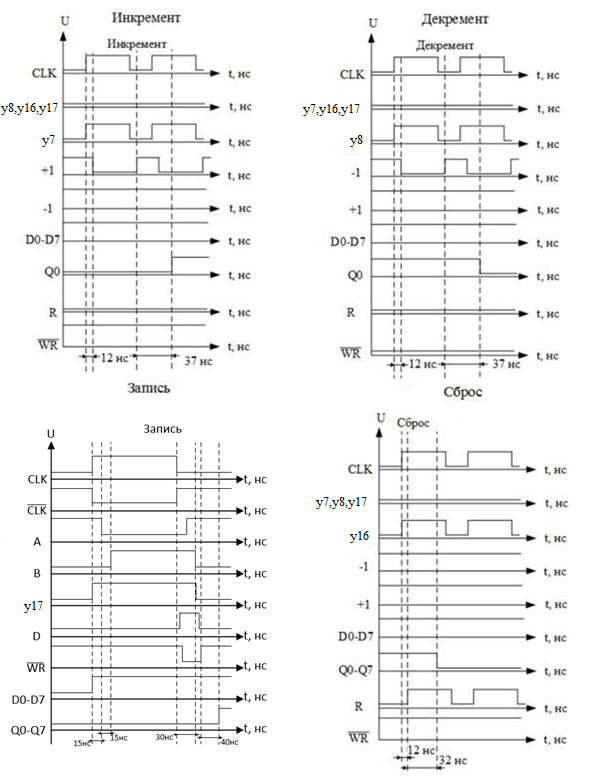 Инкремент
U
Инкремент
CLK
t, нс
y8,y16,y17
t, нс
y7
t, нс
+1
t, нс
-1
t, нс
D0-D7
t, нс
Q0
t, нс
R
t, нс
WR
t, нс
12 нс
37 нс
Декремент
U
Декремент
CLK
t, нс
y7,y16,y17
t, нс
y8
t, нс
-1
t, нс
+1
t, нс
D0-D7
t, нс
Q0
t, нс
R
t, нс
WR
t, нс
12 нс
37 нс
Запись
U
Запись
CLK
t, нс
CLK
t, нс
A
t, нс
B
t, нс
y17
t, нс
D
t, нс
WR
t, нс
D0-D7
t, нс
Q0-Q7
t, нс
15нс
15нс
30нс
40нс
Сброс
U
Сброс
CLK
t, нс
y7,y8,y17
t, нс
y16
t, нс
-1
t, нс
+1
t, нс
D0-D7
t, нс
Q0-Q7
t, нс
R
t, нс
WR
t, нс
12 нс
32 нс